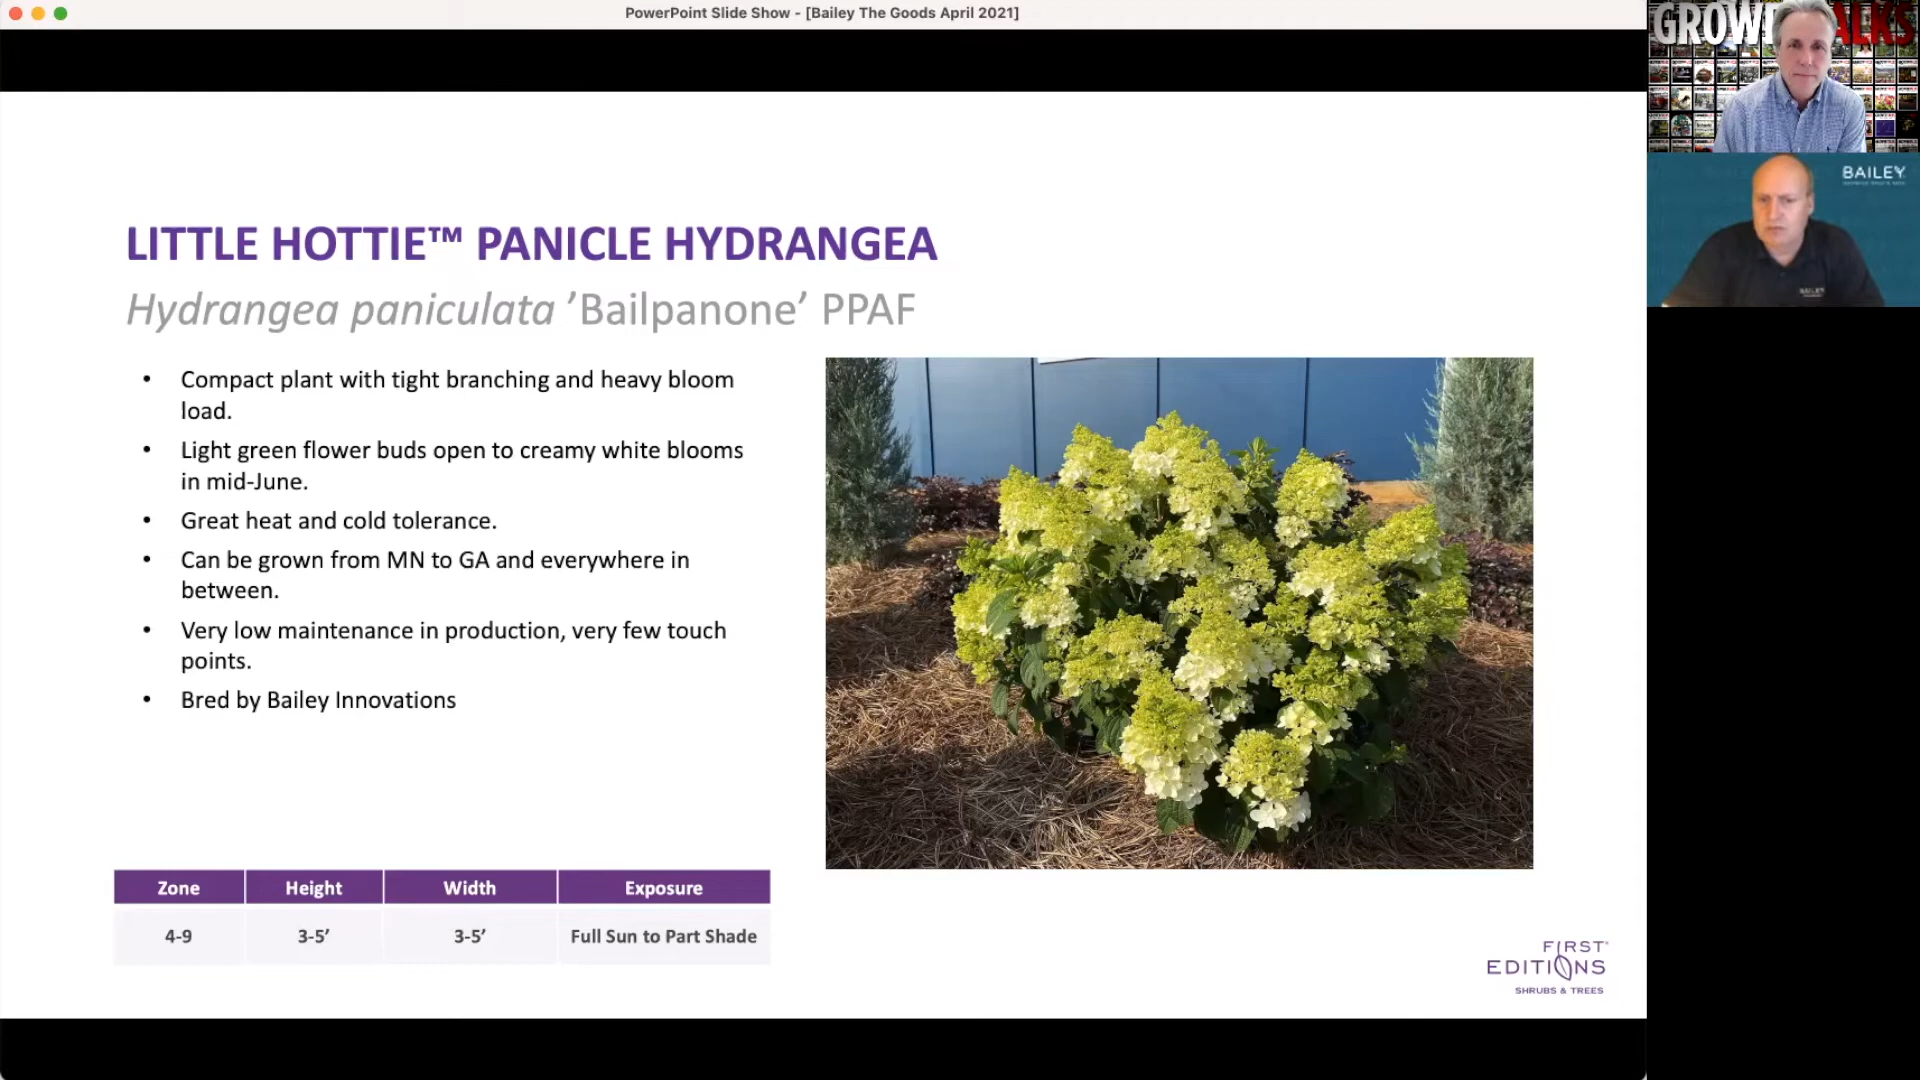 PowerPoint Slide Show - [Bailey The Goods April 2021]
LITTLE HOTTIE™ PANICLE HYDRANGEA
Hydrangea paniculata ’Bailpanone’ PPAF
• Compact plant with tight branching and heavy bloom
load.
• Light green flower buds open to creamy white blooms
in mid-June.
• Great heat and cold tolerance.
• Can be grown from MN to GA and everywhere in
between.
• Very low maintenance in production, very few touch
points.
• Bred by Bailey Innovations
Zone Height Width Exposure
4-9 3-5’ 3-5’ Full Sun to Part Shade
FIRST
EDITIONS
SHRUBS & TREES
BAILEY
BAILEY